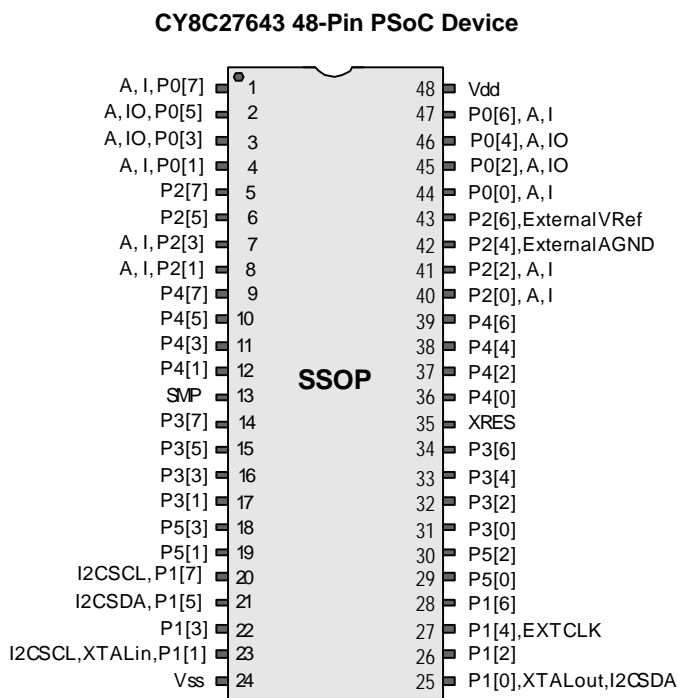 CY8C27643 48-Pin PSoC Device
A, I, P0[7] 1 48 Vdd
A, IO, P0[5] 2 47 P0[6], A, I
A, IO, P0[3] 3 46 P0[4], A, IO
A, I, P0[1] 4 45 P0[2], A, IO
P2[7] 5 44 P0[0], A, I
P2[5] 6 43 P2[6], External VRef
A, I, P2[3] 7 42 P2[4], External AGND
A, I, P2[1] 8 41 P2[2], A, I
P4[7] 9 40 P2[0], A, I
P4[5] 10 39 P4[6]
P4[3] 11 38 P4[4]
P4[1] 12 37 P4[2]
SSOP
SMP 13 36 P4[0]
P3[7] 14 35 XRES
P3[5] 15 34 P3[6]
P3[3] 16 33 P3[4]
P3[1] 17 32 P3[2]
P5[3] 18 31 P3[0]
P5[1] 19 30 P5[2]
I2CSCL, P1[7] 20 29 P5[0]
I2CSDA, P1[5] 21 28 P1[6]
P1[3] 22 27 P1[4], EXTCLK
I2CSCL, XTALin, P1[1] 23 26 P1[2]
Vss 24 25 P1[0], XTALout, I2CSDA